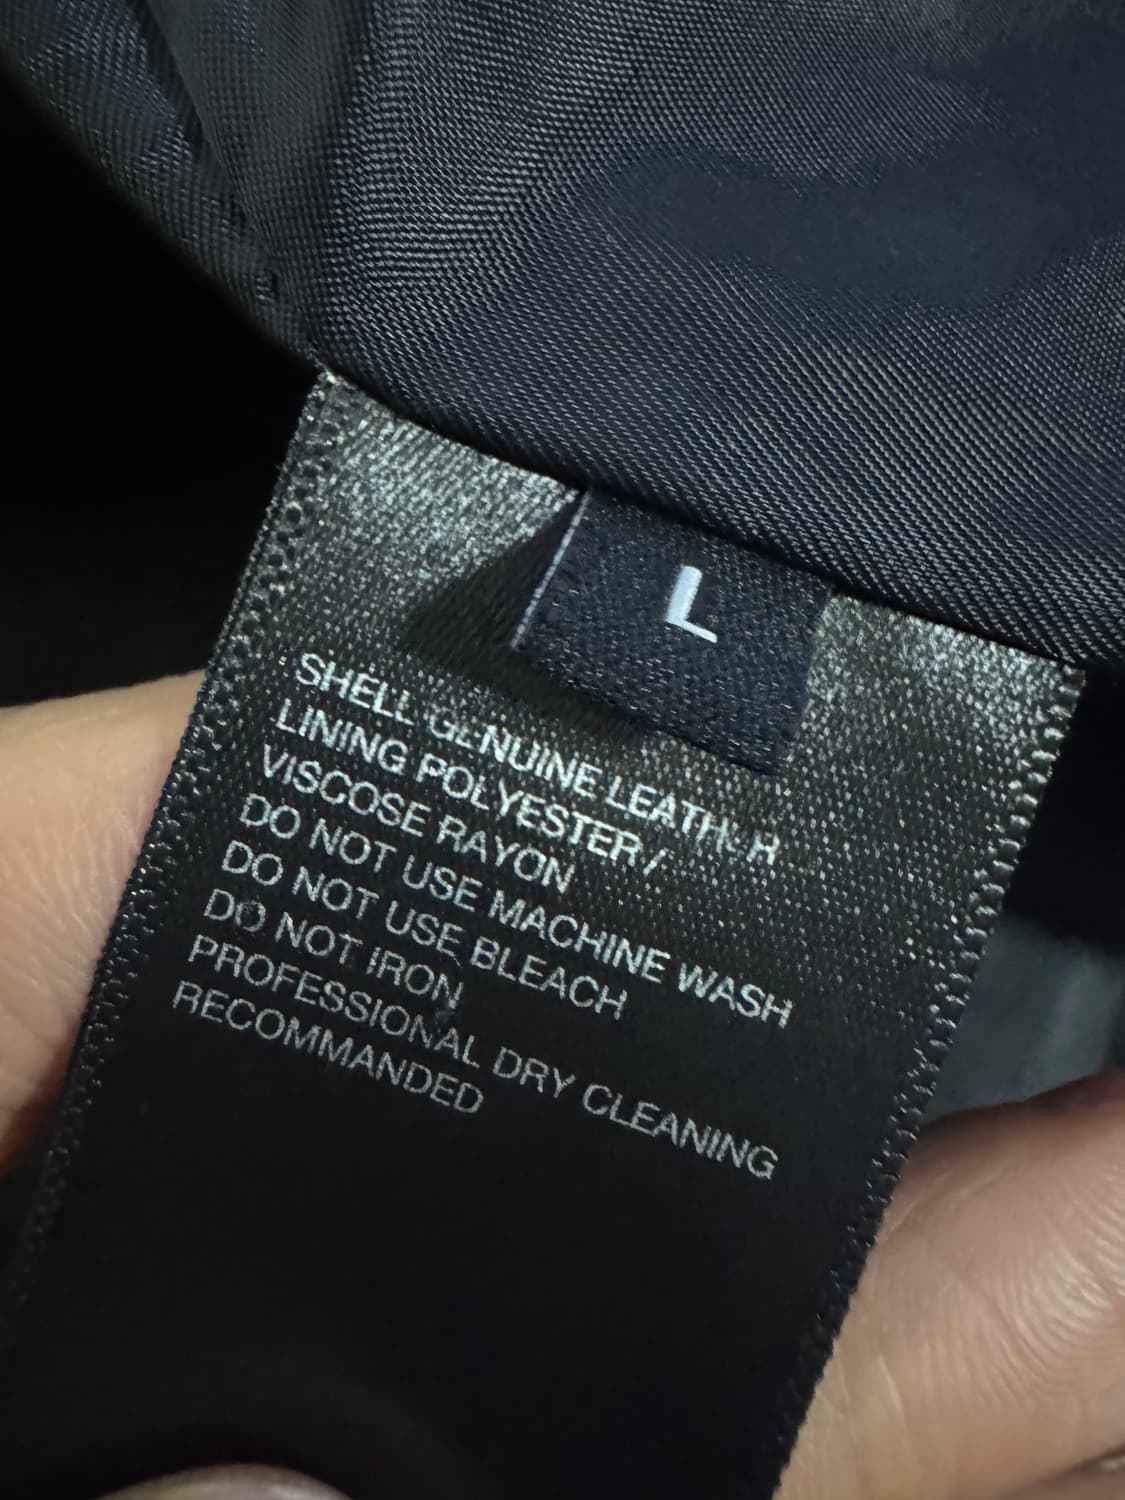 L
SHELL GENUINE LEATHER
LINING POLYESTER/
VISCOSE RAYON
DO NOT USE MACHINE WASH
DO NOT USE BLEACH
DO NOT IRON
PROFESSIONAL DRY CLEANING
RECOMMANDED